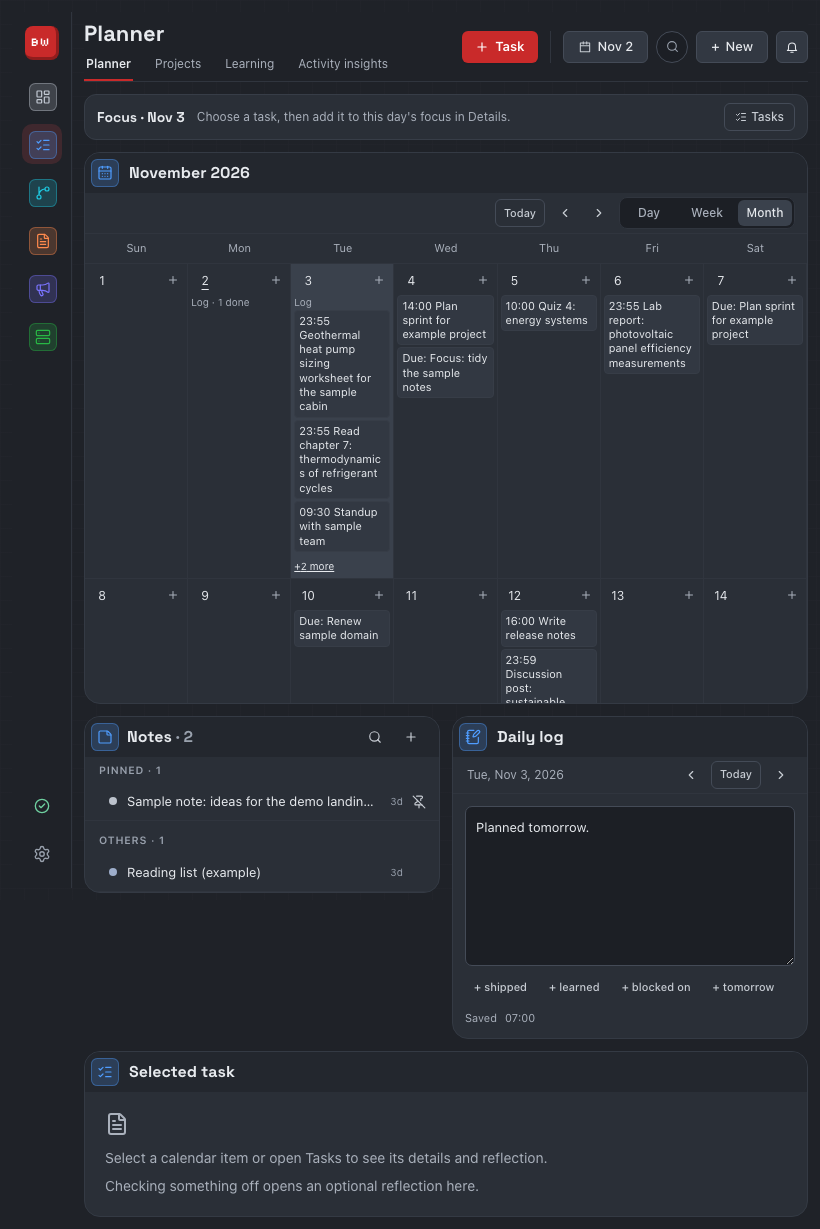 BW
Planner
Planner Projects Learning Activity insights
+ Task
Nov 2
+ New
Focus · Nov 3 Choose a task, then add it to this day's focus in Details.
Tasks
November 2026
Today
Day Week Month
Sun Mon Tue Wed Thu Fri Sat
1 +
2 +
Log · 1 done
3 +
Log
23:55
Geothermal
heat pump
sizing
worksheet for
the sample
cabin
23:55 Read
chapter 7:
thermodynamic
s of refrigerant
cycles
09:30 Standup
with sample
team
+2 more
4 +
14:00 Plan
sprint for
example project
Due: Focus: tidy
the sample
notes
5 +
10:00 Quiz 4:
energy systems
6 +
23:55 Lab
report:
photovoltaic
panel efficiency
measurements
7 +
Due: Plan sprint
for example
project
8 +
9 +
10 +
Due: Renew
sample domain
11 +
12 +
16:00 Write
release notes
23:59
Discussion
post:
sustainable
13 +
14 +
Notes · 2
PINNED · 1
Sample note: ideas for the demo landin... 3d
OTHERS · 1
Reading list (example) 3d
Daily log
Tue, Nov 3, 2026
Today
Planned tomorrow.
+ shipped + learned + blocked on + tomorrow
Saved 07:00
Selected task
Select a calendar item or open Tasks to see its details and reflection.
Checking something off opens an optional reflection here.